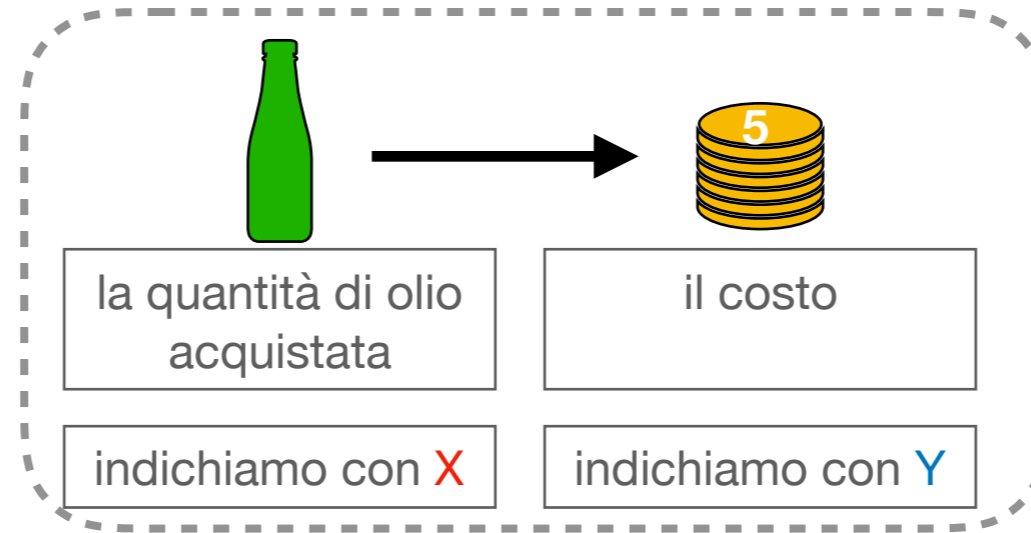 5
la quantità di olio
acquistata
il costo
indichiamo con X
indichiamo con Y